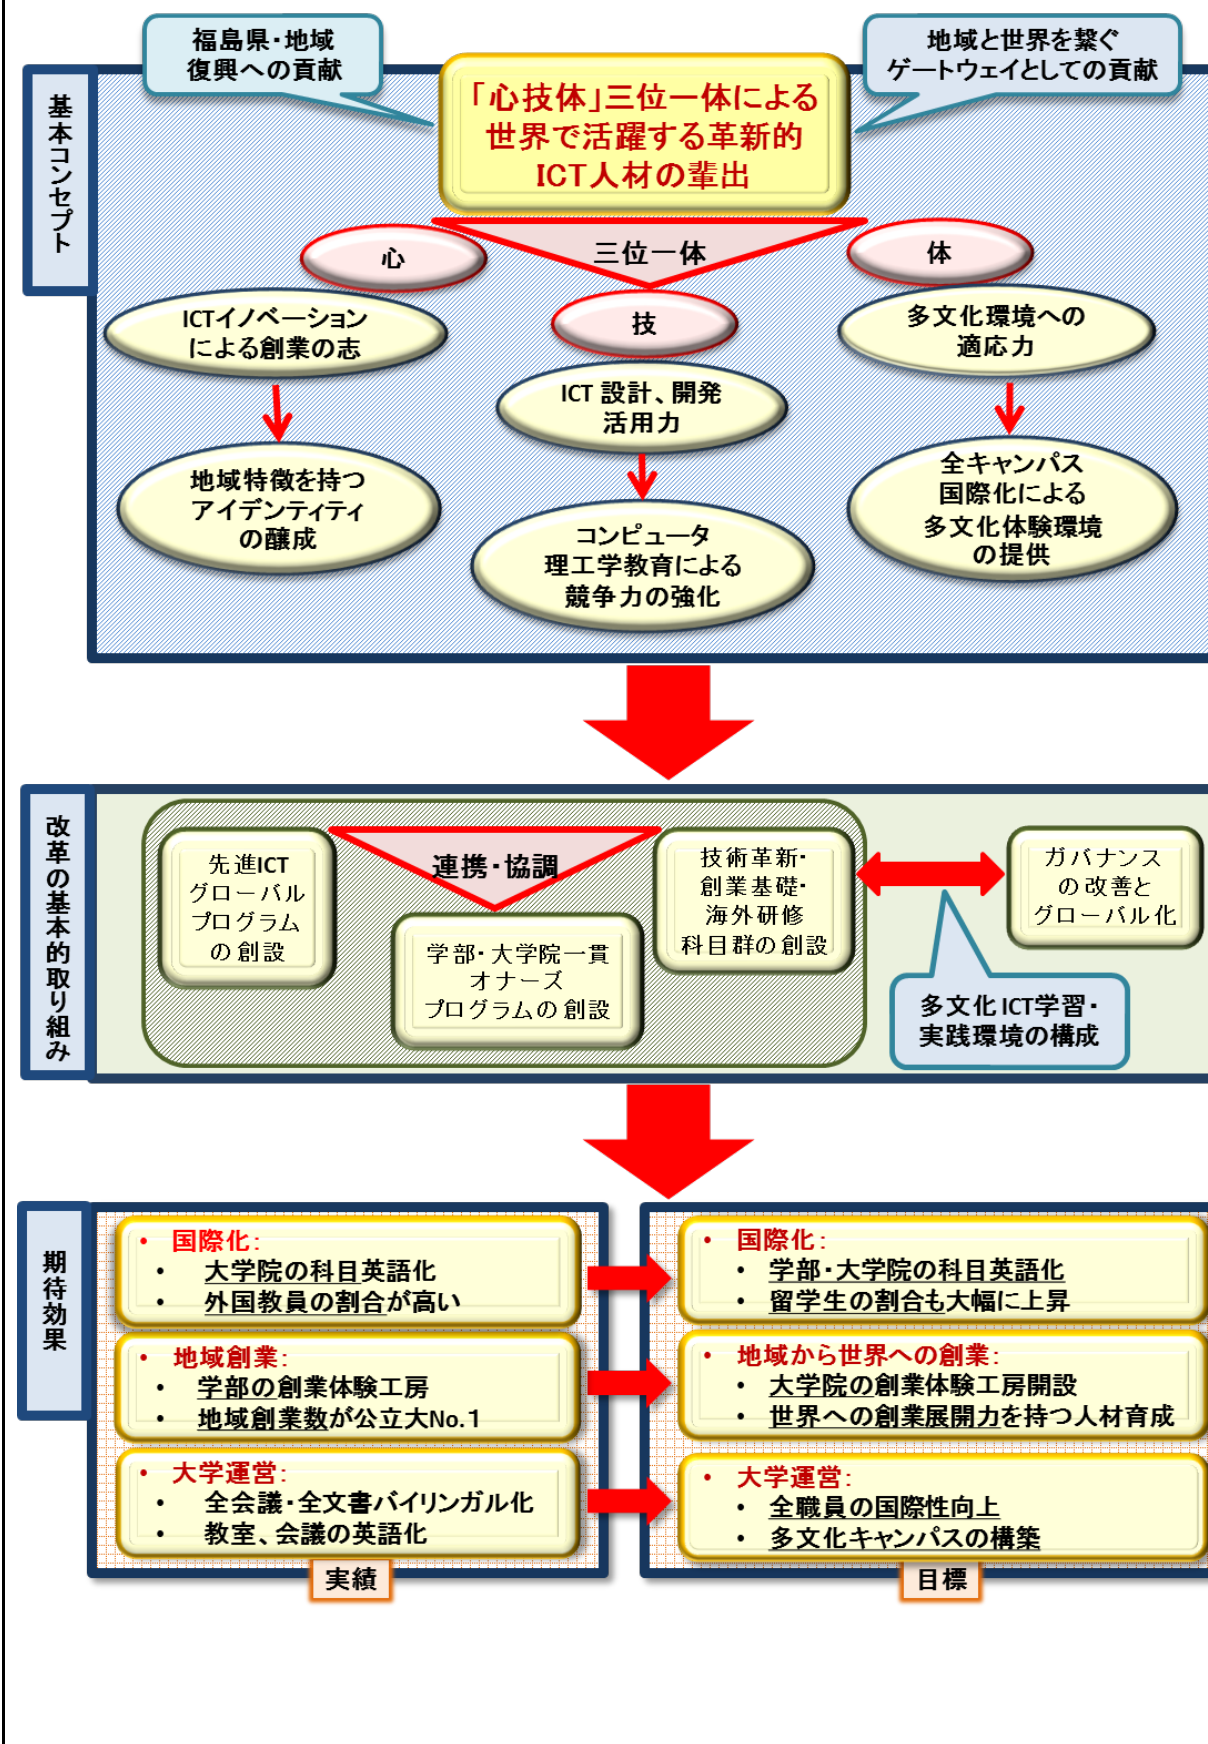 福島県・地域
復興への貢献
地域と世界を繋ぐ
ゲートウェイとしての貢献
基本コンセプト
「心技体」三位一体による
世界で活躍する革新的
ICT人材の輩出
三位一体
心
技
体
ICTイノベーション
による創業の志
ICT 設計、開発
活用力
多文化環境への
適応力
地域特徴を持つ
アイデンティティ
の醸成
コンピュータ
理工学教育による
競争力の強化
全キャンパス
国際化による
多文化体験環境
の提供
改革の基本的取り組み
先進ICT
グローバル
プログラム
の創設
連携・協調
学部・大学院一貫
オナーズ
プログラムの創設
技術革新・
創業基礎・
海外研修
科目群の創設
ガバナンス
の改善と
グローバル化
多文化ICT学習・
実践環境の構成
期待効果
• 国際化:
• 大学院の科目英語化
• 外国教員の割合が高い
• 地域創業:
• 学部の創業体験工房
• 地域創業数が公立大No.1
• 大学運営:
• 全会議・全文書バイリンガル化
• 教室、会議の英語化
実績
• 国際化:
• 学部・大学院の科目英語化
• 留学生の割合も大幅に上昇
• 地域から世界への創業:
• 大学院の創業体験工房開設
• 世界への創業展開力を持つ人材育成
• 大学運営:
• 全職員の国際性向上
• 多文化キャンパスの構築
目標